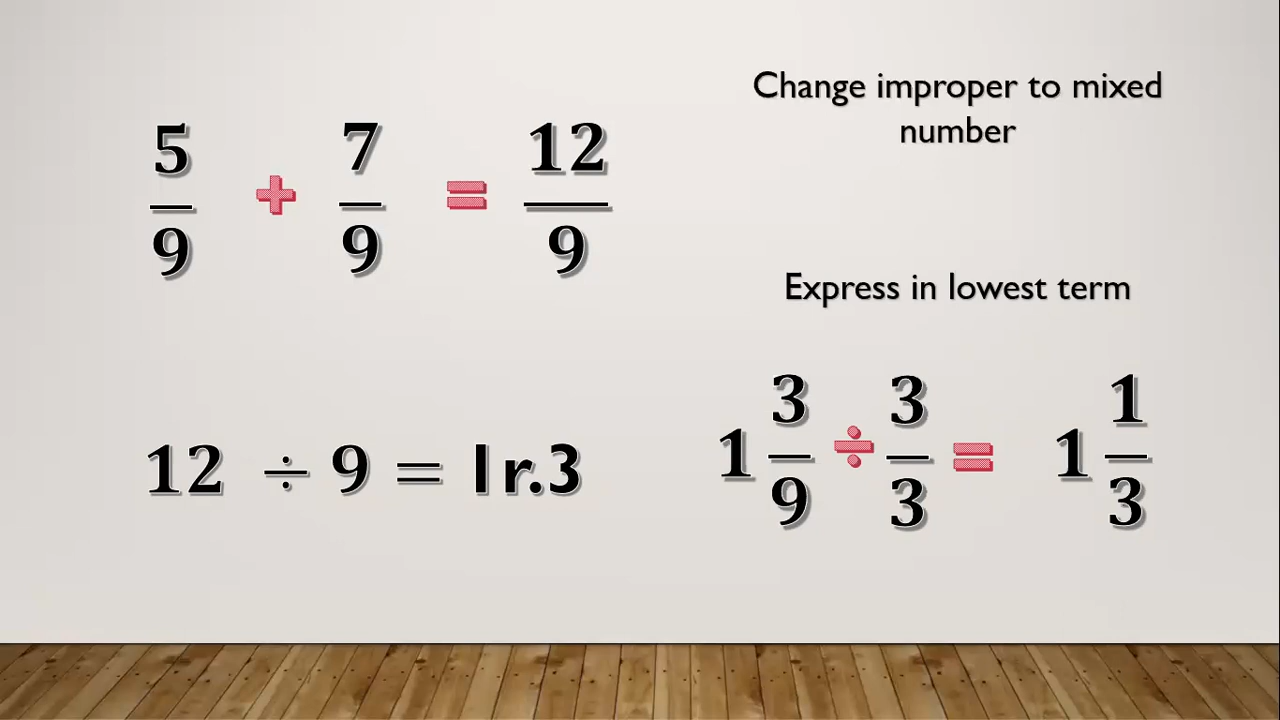 5/9 + 7/9 = 12/9
Change improper to mixed
number
Express in lowest term
12 ÷ 9 = 1r.3
1 3/9 ÷ 3/3 = 1 1/3